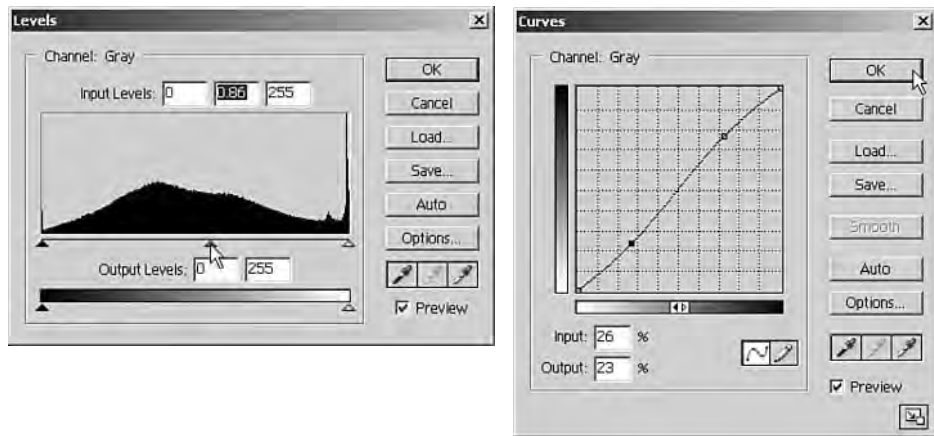 Levels
Channel: Gray
Input Levels: 0 0.86 255
Output Levels: 0 255
OK
Cancel
Load...
Save...
Auto
Options...
Preview
Curves
Channel: Gray
Input: 26 %
Output: 23 %
OK
Cancel
Load...
Save...
Smooth
Auto
Options...
Preview